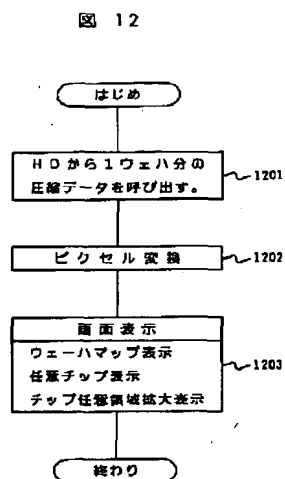 図 12
はじめ
HDから1ウェハ分の
圧縮データを呼び出す。
1201
ピクセル変換
1202
画面表示
ウェーハマップ表示
任意チップ表示
チップ任意領域拡大表示
1203
終わり